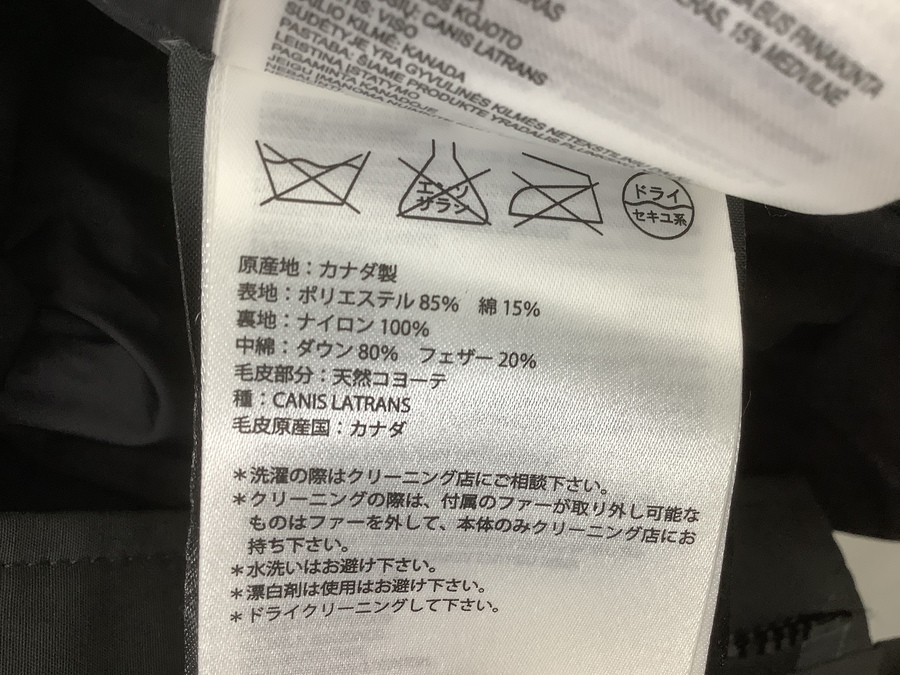 BUS PANAKINTA
15% MEDVILNĖ
KOJOTO
RŪŠIS: CANIS LATRANS
KAILIO KILMĖ: KANADA
SUDĖTYJE YRA GYVULINĖS KILMĖS
エンソ
サラン
ドライ
セキユ系
原産地：カナダ製
表地：ポリエステル 85%　綿 15%
裏地：ナイロン 100%
中綿：ダウン 80%　フェザー 20%
毛皮部分：天然コヨーテ
種：CANIS LATRANS
毛皮原産国：カナダ
＊洗濯の際はクリーニング店にご相談下さい。
＊クリーニングの際は、付属のファーが取り外し可能な
ものはファーを外して、本体のみクリーニング店にお
持ち下さい。
＊水洗いはお避け下さい。
＊漂白剤は使用はお避け下さい。
＊ドライクリーニングして下さい。